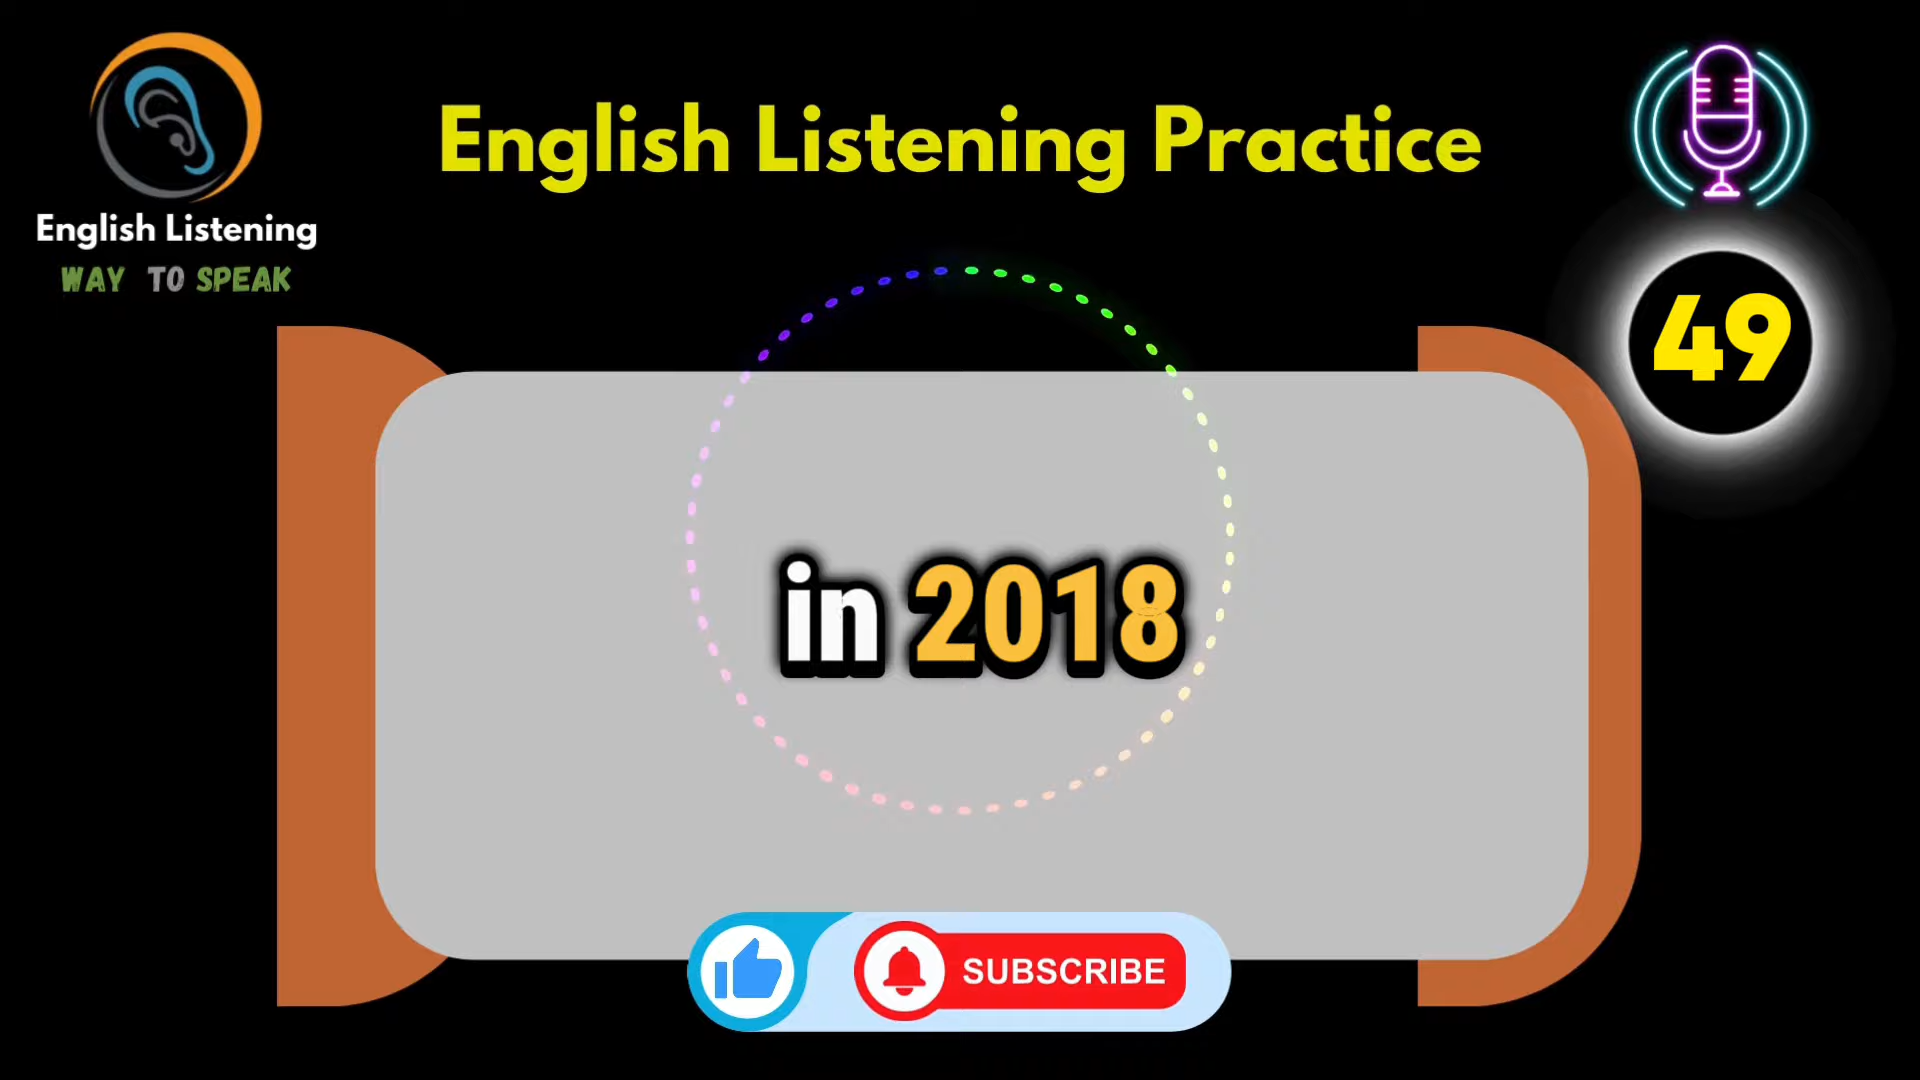 English Listening Practice
English Listening
WAY TO SPEAK
49
in 2018
SUBSCRIBE